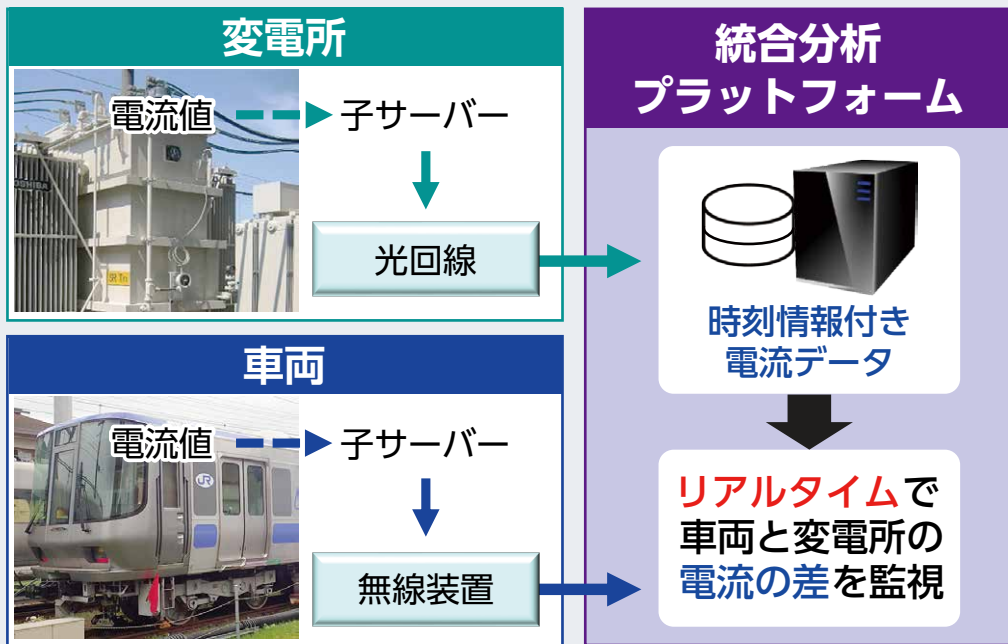 変電所
電流値
子サーバー
光回線
車両
電流値
子サーバー
無線装置
JR
統合分析
プラットフォーム
時刻情報付き
電流データ
リアルタイムで
車両と変電所の
電流の差を監視